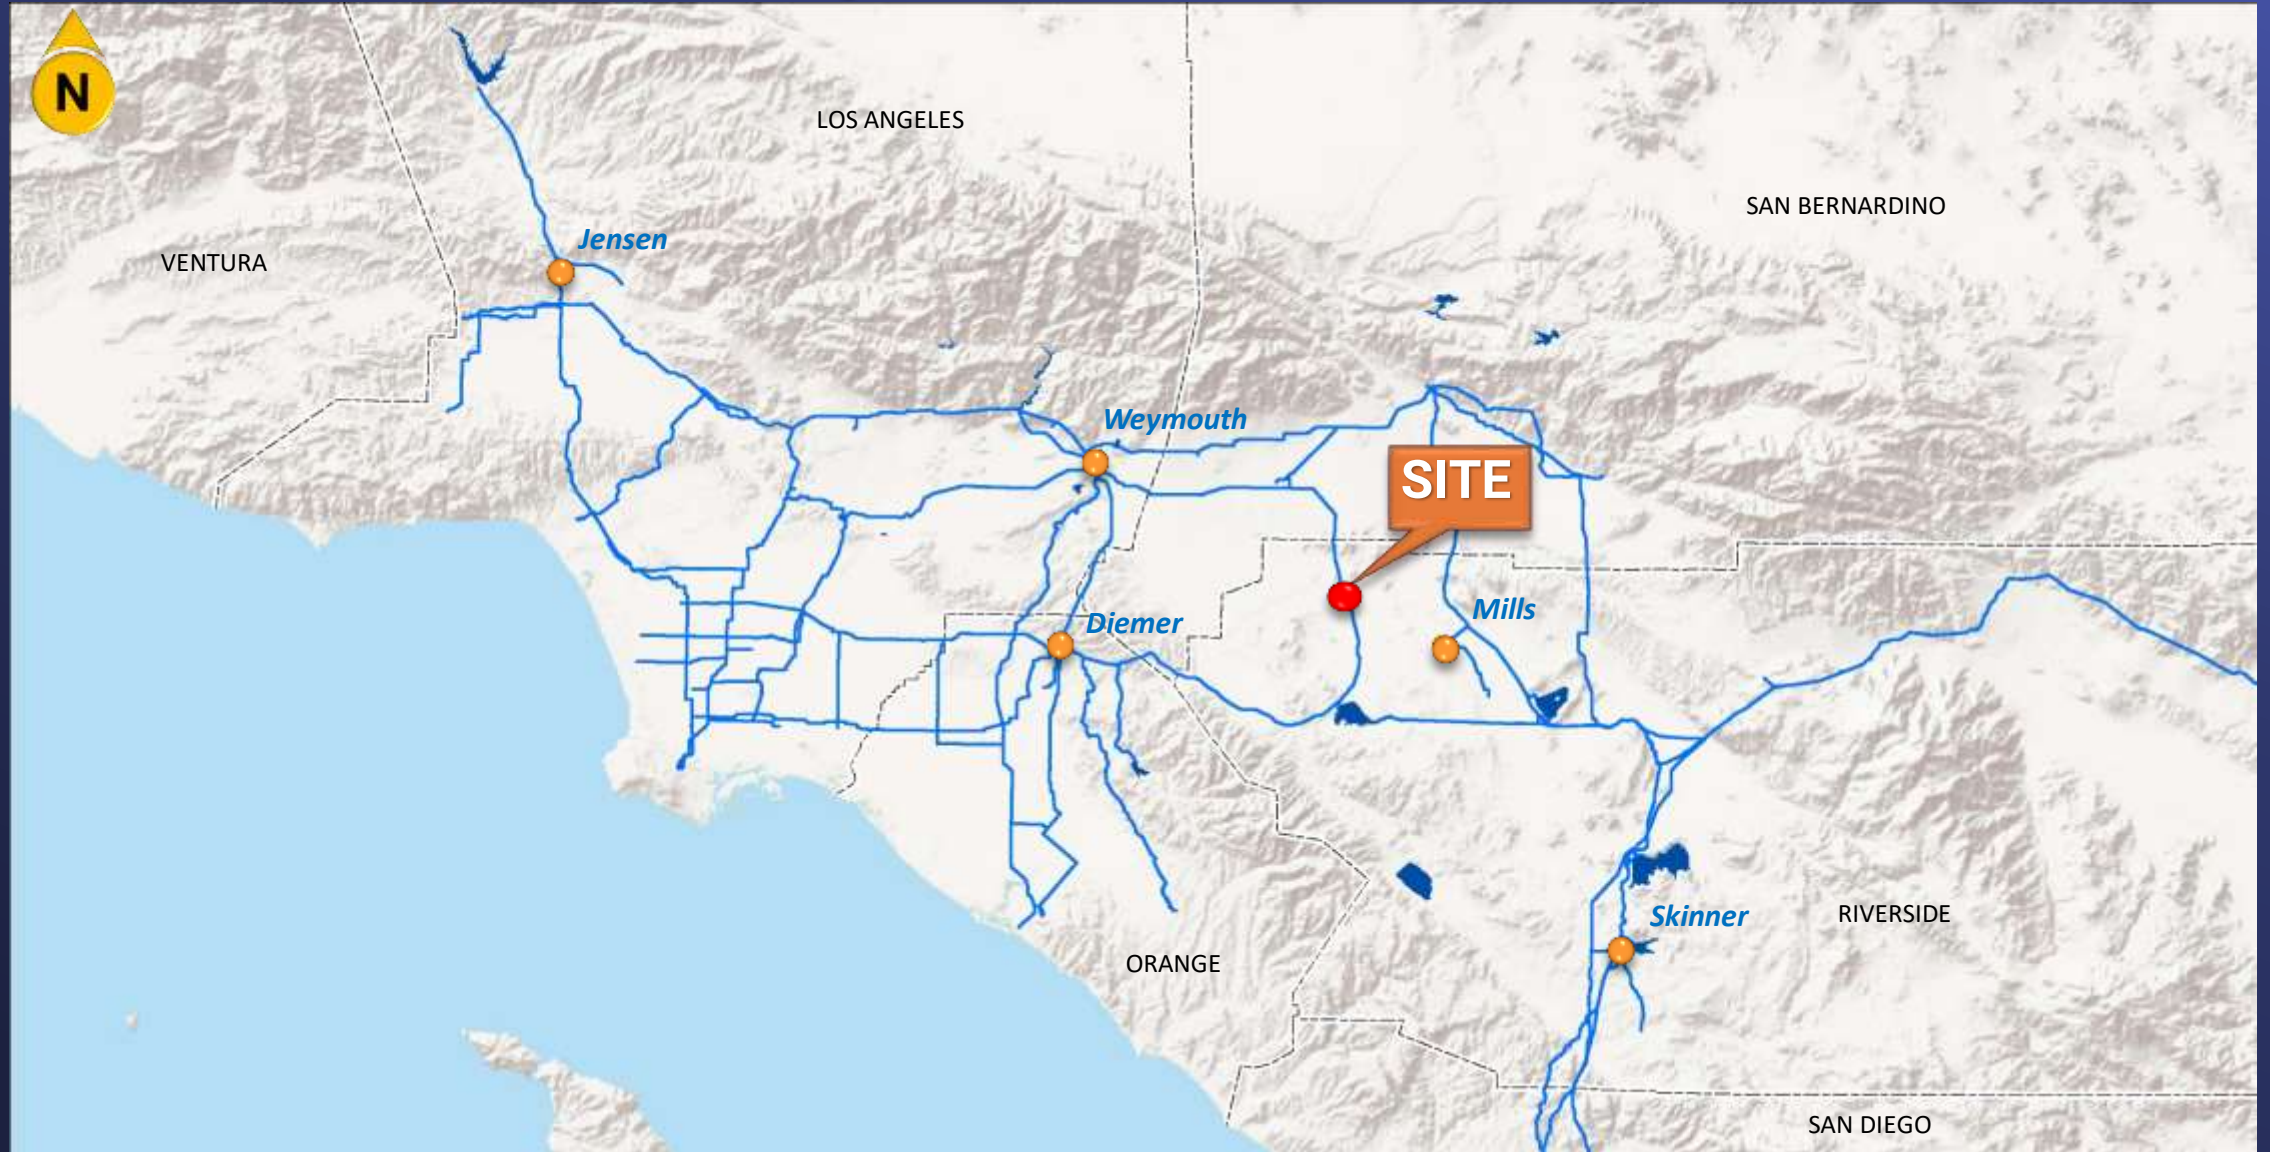 N
LOS ANGELES
SAN BERNARDINO
Jensen
VENTURA
Weymouth
SITE
Mills
Diemer
Skinner
RIVERSIDE
ORANGE
SAN DIEGO